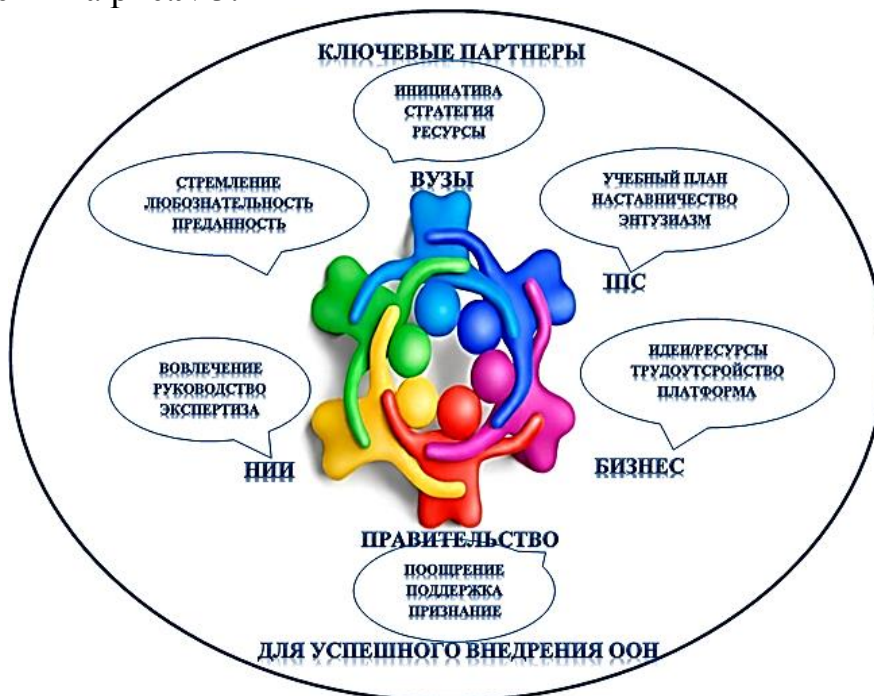 КЛЮЧЕВЫЕ ПАРТНЕРЫ
ИНИЦИАТИВА
СТРАТЕГИЯ
РЕСУРСЫ
ВУЗЫ
СТРЕМЛЕНИЕ
ЛЮБОЗНАТЕЛЬНОСТЬ
ПРЕДАННОСТЬ
УЧЕБНЫЙ ПЛАН
НАСТАВНИЧЕСТВО
ЭНТУЗИАЗМ
ППС
ВОВЛЕЧЕНИЕ
РУКОВОДСТВО
ЭКСПЕРТИЗА
НИИ
ИДЕИ/РЕСУРСЫ
ТРУДОУТСРОЙСТВО
ПЛАТФОРМА
БИЗНЕС
ПРАВИТЕЛЬСТВО
ПООЩРЕНИЕ
ПОДДЕРЖКА
ПРИЗНАНИЕ
ДЛЯ УСПЕШНОГО ВНЕДРЕНИЯ ООН